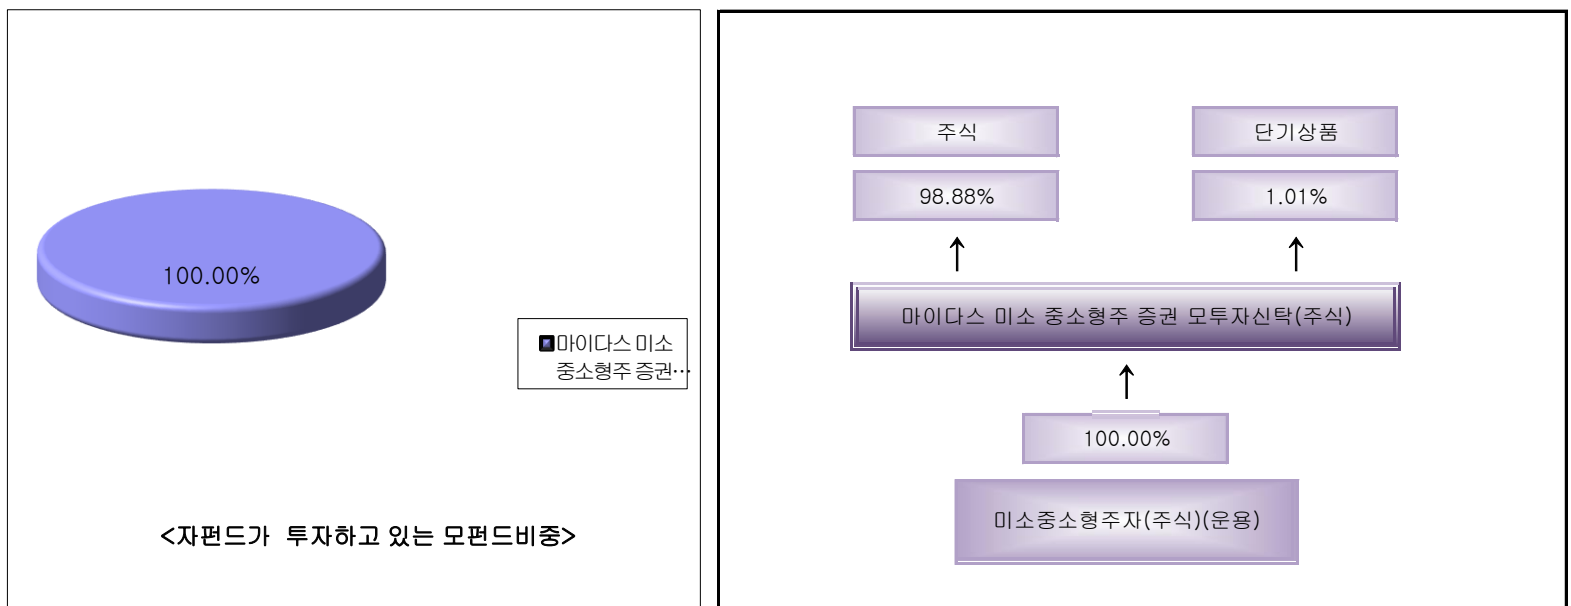 100.00%
마이다스 미소
중소형주 증권…
<자펀드가 투자하고 있는 모펀드비중>
주식
단기상품
98.88%
1.01%
마이다스 미소 중소형주 증권 모투자신탁(주식)
100.00%
미소중소형주자(주식)(운용)